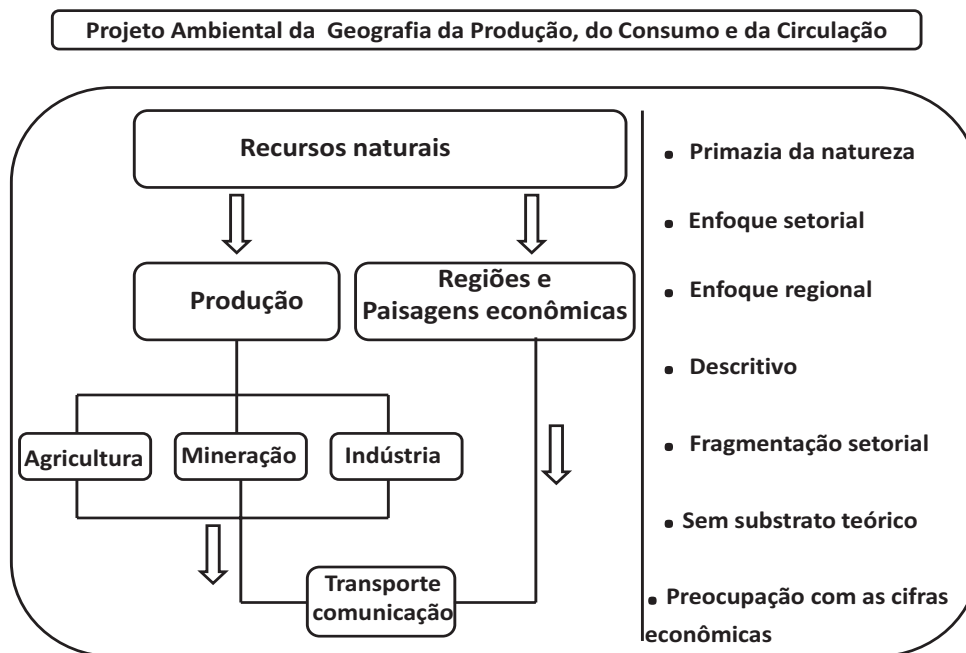 Projeto Ambiental da Geografia da Produção, do Consumo e da Circulação
Recursos naturais
Produção
Regiões e
Paisagens econômicas
Agricultura
Mineração
Indústria
Transporte
comunicação
• Primazia da natureza
• Enfoque setorial
• Enfoque regional
• Descritivo
• Fragmentação setorial
• Sem substrato teórico
• Preocupação com as cifras
econômicas